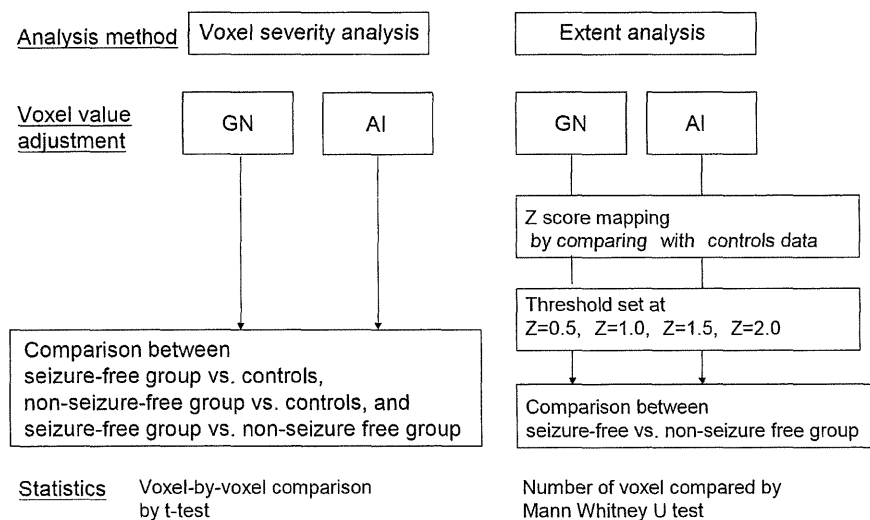 Analysis method
Voxel severity analysis
Extent analysis
Voxel value
adjustment
GN
AI
GN
AI
Z score mapping
by comparing with controls data
Threshold set at
Z=0.5, Z=1.0, Z=1.5, Z=2.0
Comparison between
seizure-free group vs. controls,
non-seizure-free group vs. controls, and
seizure-free group vs. non-seizure free group
Comparison between
seizure-free vs. non-seizure free group
Statistics
Voxel-by-voxel comparison
by t-test
Number of voxel compared by
Mann Whitney U test